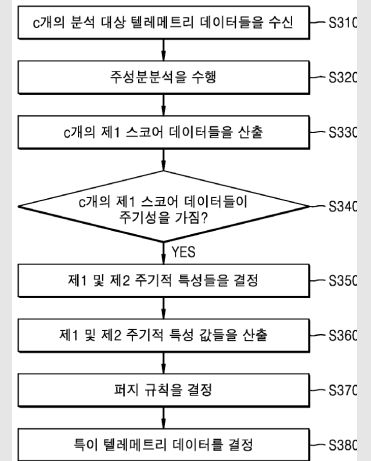 c개의 분석 대상 텔레메트리 데이터들을 수신
S310
주성분분석을 수행
S320
c개의 제1 스코어 데이터들을 산출
S330
c개의 제1 스코어 데이터들이
주기성을 가짐?
S340
YES
제1 및 제2 주기적 특성들을 결정
S350
제1 및 제2 주기적 특성 값들을 산출
S360
퍼지 규칙을 결정
S370
특이 텔레메트리 데이터를 결정
S380